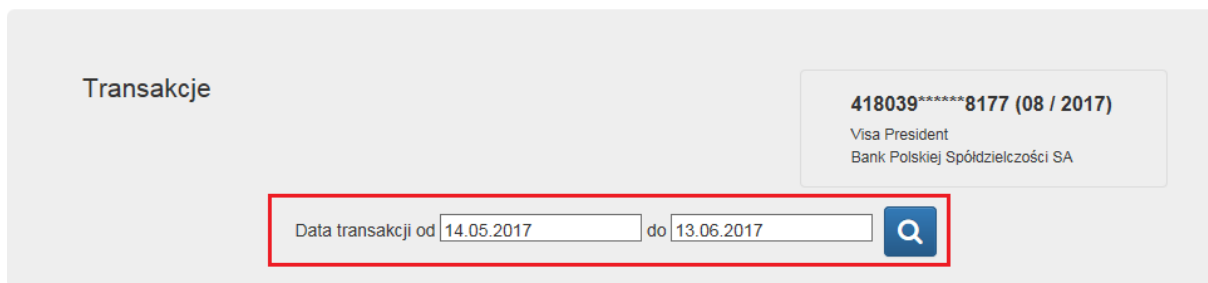 Transakcje
418039******8177 (08 / 2017)
Visa President
Bank Polskiej Spółdzielczości SA
Data transakcji od 14.05.2017 do 13.06.2017